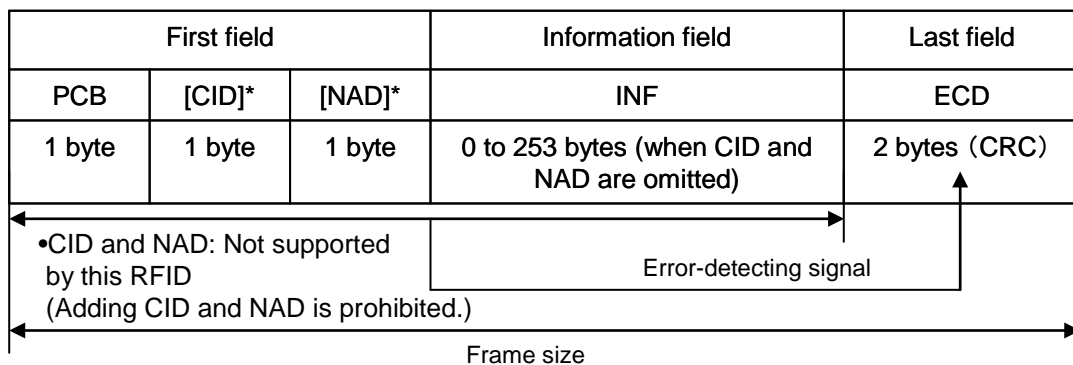 First field Information field Last field
PCB [CID]* [NAD]* INF ECD
1 byte 1 byte 1 byte 0 to 253 bytes (when CID and NAD are omitted) 2 bytes (CRC)
•CID and NAD: Not supported
by this RFID
(Adding CID and NAD is prohibited.)
Error-detecting signal
Frame size